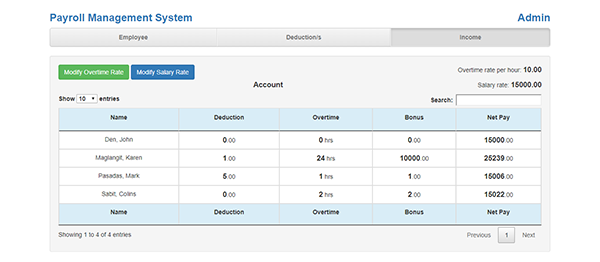 Payroll Management System Admin
Employee Deduction/s Income
Modify Overtime Rate Modify Salary Rate Overtime rate per hour: 10.00
Salary rate: 15000.00
Account
Show 10 entries Search:
Name Deduction Overtime Bonus Net Pay
Den, John 0.00 0 hrs 0.00 15000.00
Maglangit, Karen 1.00 24 hrs 10000.00 25239.00
Pasadas, Mark 5.00 1 hrs 1.00 15006.00
Sabit, Colins 0.00 2 hrs 2.00 15022.00
Name Deduction Overtime Bonus Net Pay
Showing 1 to 4 of 4 entries Previous 1 Next